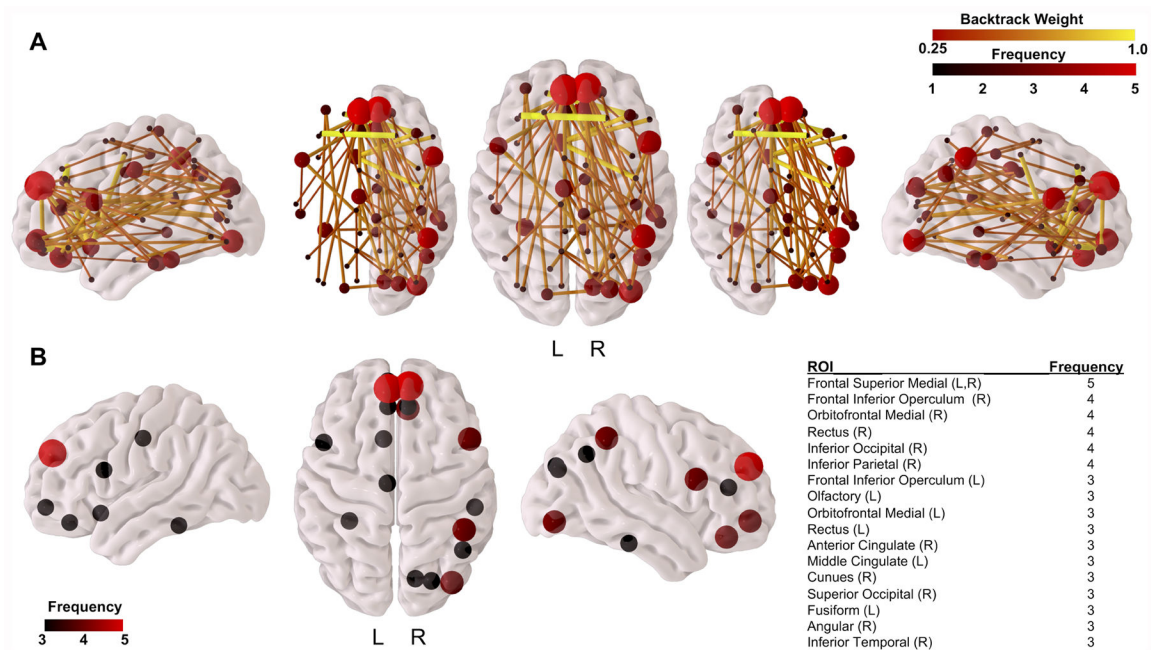 A
Backtrack Weight
0.25 1.0
Frequency
1 2 3 4 5
L R
B
ROI Frequency
Frontal Superior Medial (L,R) 5
Frontal Inferior Operculum (R) 4
Orbitofrontal Medial (R) 4
Rectus (R) 4
Inferior Occipital (R) 4
Inferior Parietal (R) 4
Frontal Inferior Operculum (L) 3
Olfactory (L) 3
Orbitofrontal Medial (L) 3
Rectus (L) 3
Anterior Cingulate (R) 3
Middle Cingulate (L) 3
Cunues (R) 3
Superior Occipital (R) 3
Fusiform (L) 3
Angular (R) 3
Inferior Temporal (R) 3
Frequency
3 4 5
L R